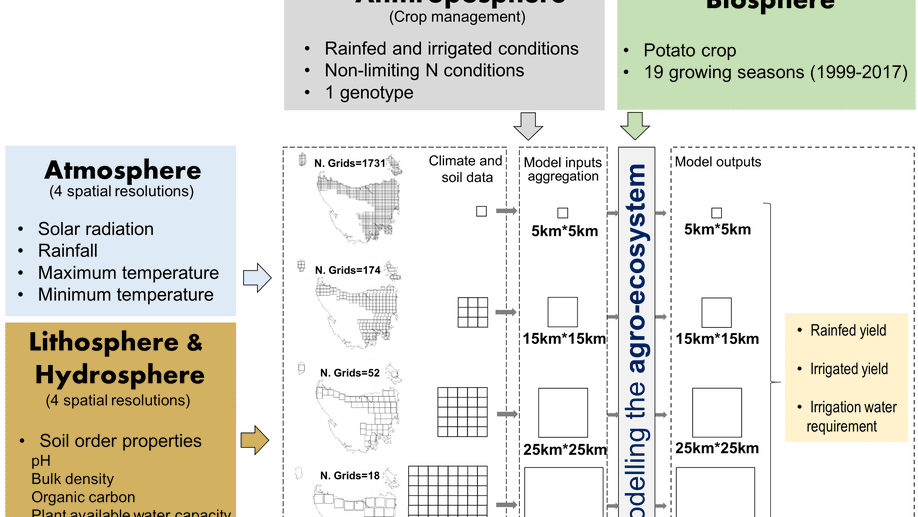 Anthroposphere
(Crop management)
• Rainfed and irrigated conditions
• Non-limiting N conditions
• 1 genotype
Biosphere
• Potato crop
• 19 growing seasons (1999-2017)
Atmosphere
(4 spatial resolutions)
• Solar radiation
• Rainfall
• Maximum temperature
• Minimum temperature
Lithosphere &
Hydrosphere
(4 spatial resolutions)
• Soil order properties
pH
Bulk density
Organic carbon
Plant available water capacity
N. Grids=1731
Climate and
soil data
Model inputs
aggregation
Model outputs
5km*5km
5km*5km
N. Grids=174
15km*15km
15km*15km
N. Grids=52
25km*25km
25km*25km
N. Grids=18
odelling the agro-ecosystem
• Rainfed yield
• Irrigated yield
• Irrigation water
requirement